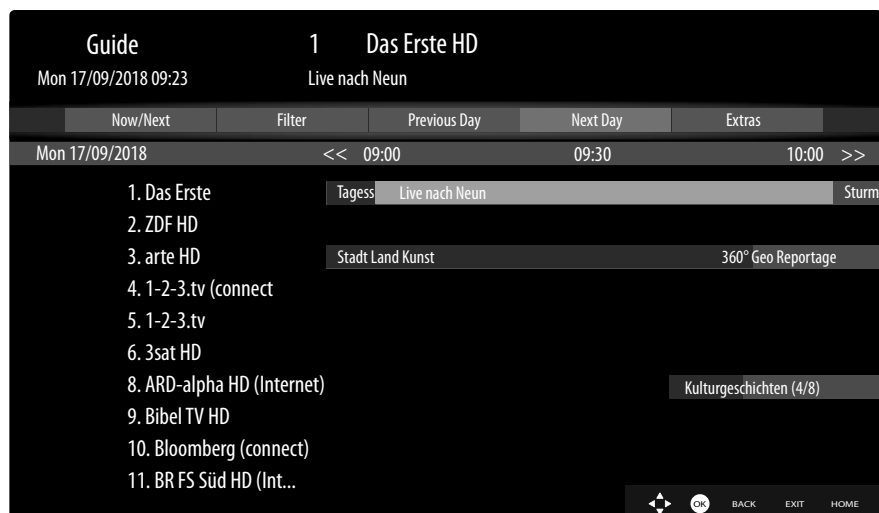 Guide 1 Das Erste HD
Mon 17/09/2018 09:23 Live nach Neun
Now/Next Filter Previous Day Next Day Extras
Mon 17/09/2018 << 09:00 09:30 10:00 >>
1. Das Erste Tagess Live nach Neun Sturm
2. ZDF HD
3. arte HD Stadt Land Kunst 360° Geo Reportage
4. 1-2-3.tv (connect
5. 1-2-3.tv
6. 3sat HD
8. ARD-alpha HD (Internet) Kulturgeschichten (4/8)
9. Bibel TV HD
10. Bloomberg (connect)
11. BR FS Süd HD (Int...
OK BACK EXIT HOME